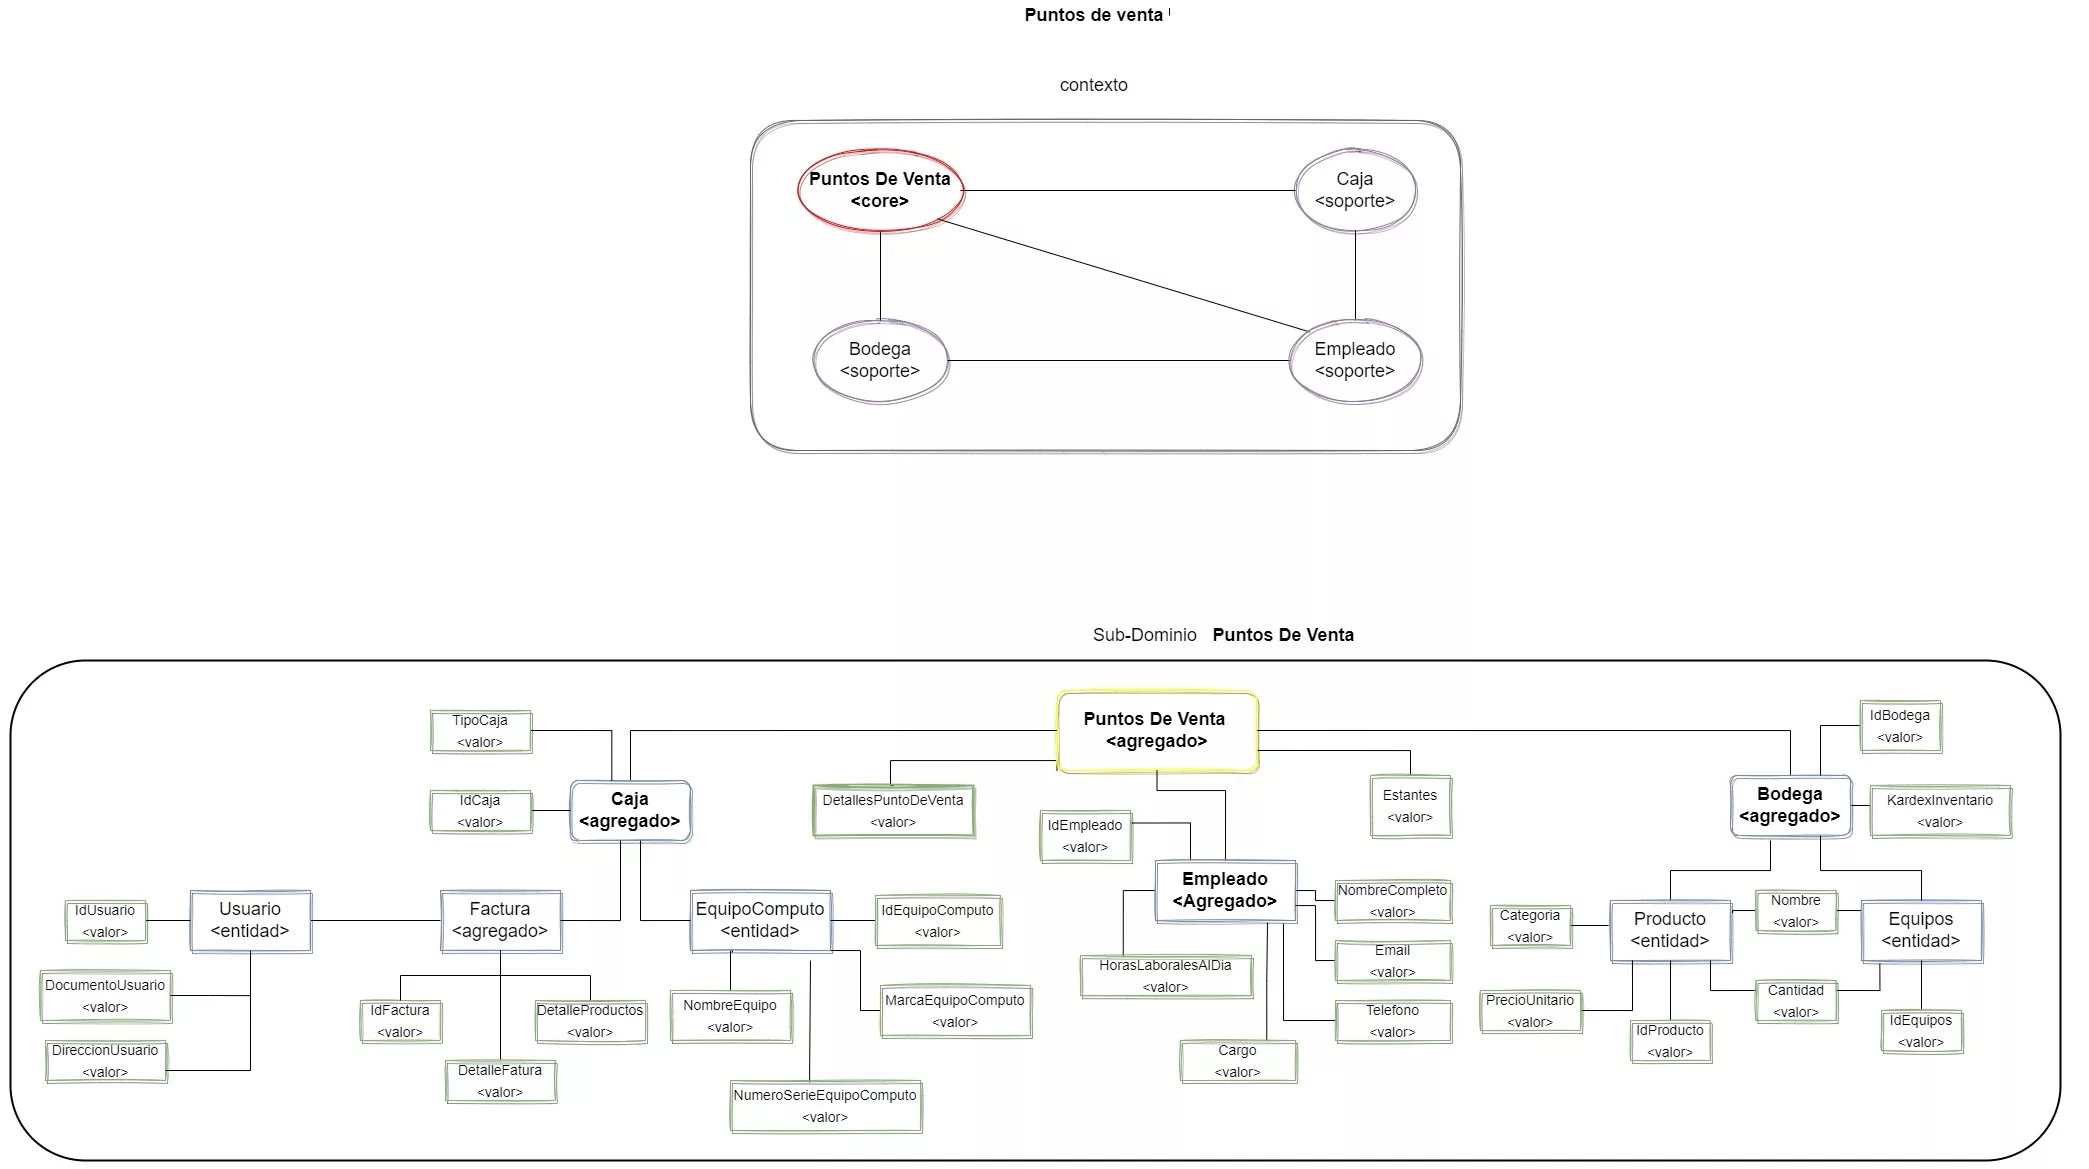 Puntos de venta
contexto
Puntos De Venta
<core>
Caja
<soporte>
Bodega
<soporte>
Empleado
<soporte>
Sub-Dominio Puntos De Venta
Puntos De Venta
<agregado>
TipoCaja
<valor>
IdCaja
<valor>
Caja
<agregado>
DetallesPuntoDeVenta
<valor>
Estantes
<valor>
IdBodega
<valor>
Bodega
<agregado>
KardexInventario
<valor>
IdUsuario
<valor>
Usuario
<entidad>
DocumentoUsuario
<valor>
DireccionUsuario
<valor>
Factura
<agregado>
IdFactura
<valor>
DetalleProductos
<valor>
DetalleFatura
<valor>
EquipoComputo
<entidad>
IdEquipoComputo
<valor>
NombreEquipo
<valor>
MarcaEquipoComputo
<valor>
NumeroSerieEquipoComputo
<valor>
IdEmpleado
<valor>
Empleado
<Agregado>
NombreCompleto
<valor>
Email
<valor>
HorasLaboralesAlDia
<valor>
Telefono
<valor>
Cargo
<valor>
Categoria
<valor>
Producto
<entidad>
Nombre
<valor>
Equipos
<entidad>
PrecioUnitario
<valor>
IdProducto
<valor>
Cantidad
<valor>
IdEquipos
<valor>